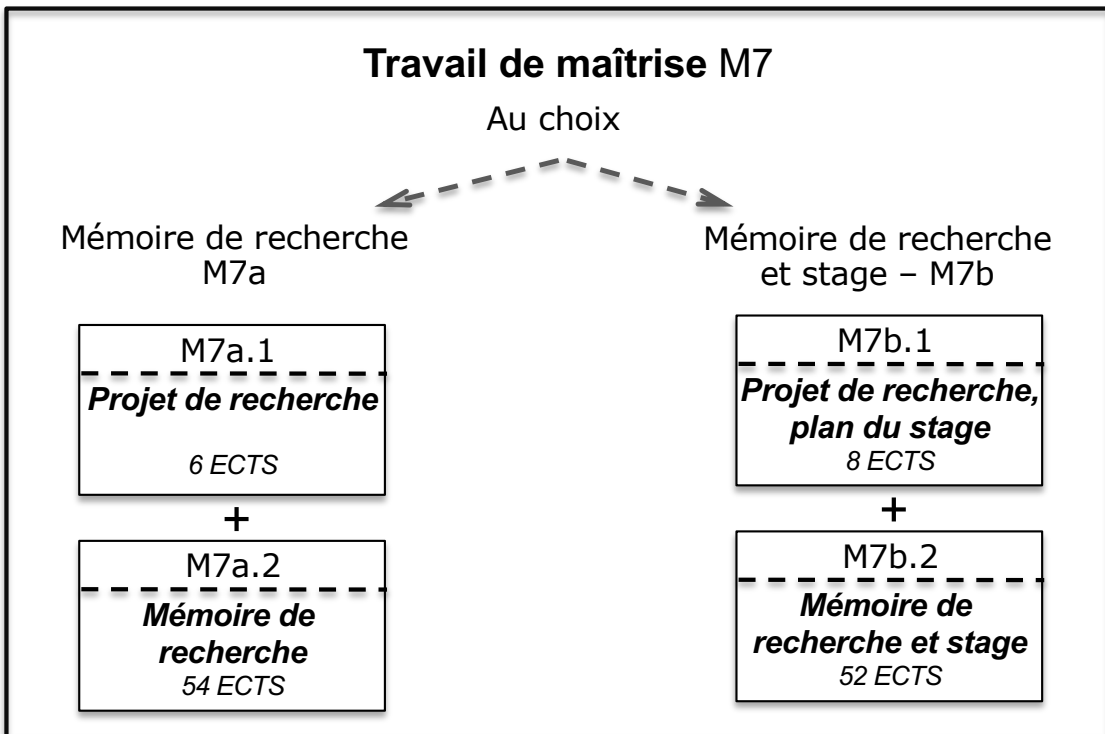 Travail de maîtrise M7
Au choix
Mémoire de recherche
M7a
M7a.1
Projet de recherche
6 ECTS
+
M7a.2
Mémoire de
recherche
54 ECTS
Mémoire de recherche
et stage – M7b
M7b.1
Projet de recherche,
plan du stage
8 ECTS
+
M7b.2
Mémoire de
recherche et stage
52 ECTS